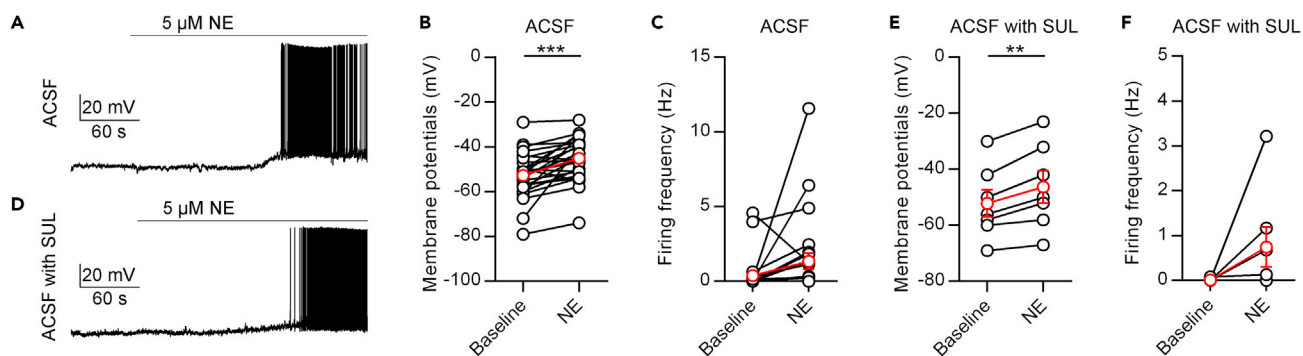 A
5 µM NE
ACSF
20 mV
60 s
B
ACSF
***
Membrane potentials (mV)
0
-20
-40
-60
-80
-100
Baseline
NE
C
ACSF
Firing frequency (Hz)
15
10
5
0
Baseline
NE
D
5 µM NE
ACSF with SUL
20 mV
60 s
E
ACSF with SUL
**
Membrane potentials (mV)
0
-20
-40
-60
-80
Baseline
NE
F
ACSF with SUL
Firing frequency (Hz)
5
4
3
2
1
0
Baseline
NE